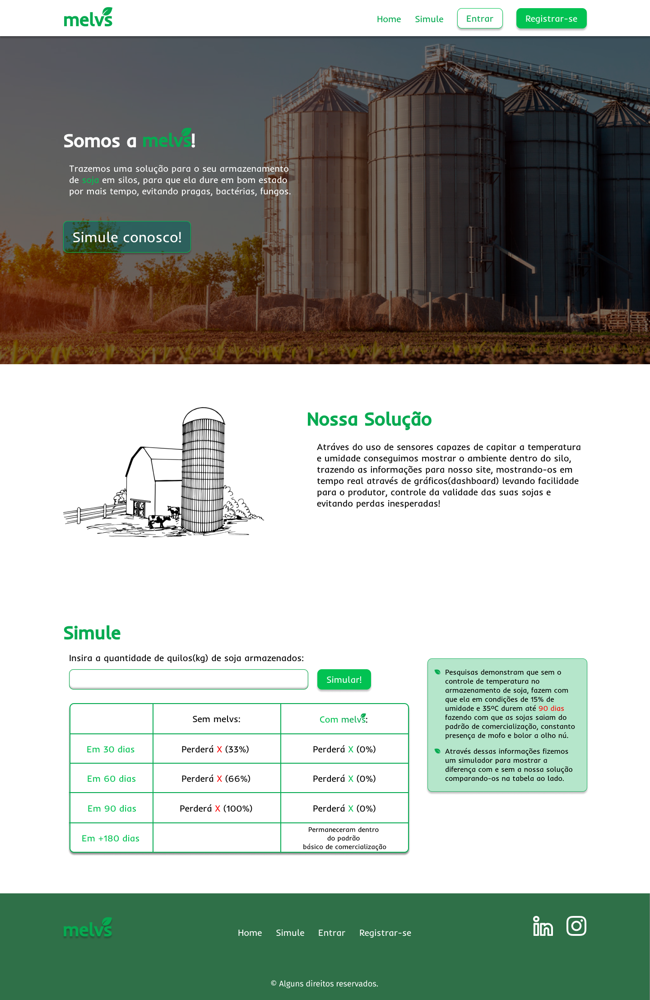 melvs
Home Simule Entrar Registrar-se
Somos a melvs!
Trazemos uma solução para o seu armazenamento
de soja em silos, para que ela dure em bom estado
por mais tempo, evitando pragas, bactérias, fungos.
Simule conosco!
Nossa Solução
Atráves do uso de sensores capazes de capitar a temperatura
e umidade conseguimos mostrar o ambiente dentro do silo,
trazendo as informações para nosso site, mostrando-os em
tempo real através de gráficos(dashboard) levando facilidade
para o produtor, controle da validade das suas sojas e
evitando perdas inesperadas!
Simule
Insira a quantidade de quilos(kg) de soja armazenados:
Simular!
Sem melvs: Com melvs:
Em 30 dias Perderá X (33%) Perderá X (0%)
Em 60 dias Perderá X (66%) Perderá X (0%)
Em 90 dias Perderá X (100%) Perderá X (0%)
Em +180 dias
Permaneceram dentro
do padrão
básico de comercialização
Pesquisas demonstram que sem o
controle de temperatura no
armazenamento de soja, fazem com
que ela em condições de 15% de
umidade e 35ºC durem até 90 dias
fazendo com que as sojas saiam do
padrão de comercialização, constanto
presença de mofo e bolor a olho nú.
Através dessas informações fizemos
um simulador para mostrar a
diferença com e sem a nossa solução
comparando-os na tabela ao lado.
melvs
Home Simule Entrar Registrar-se
in
© Alguns direitos reservados.